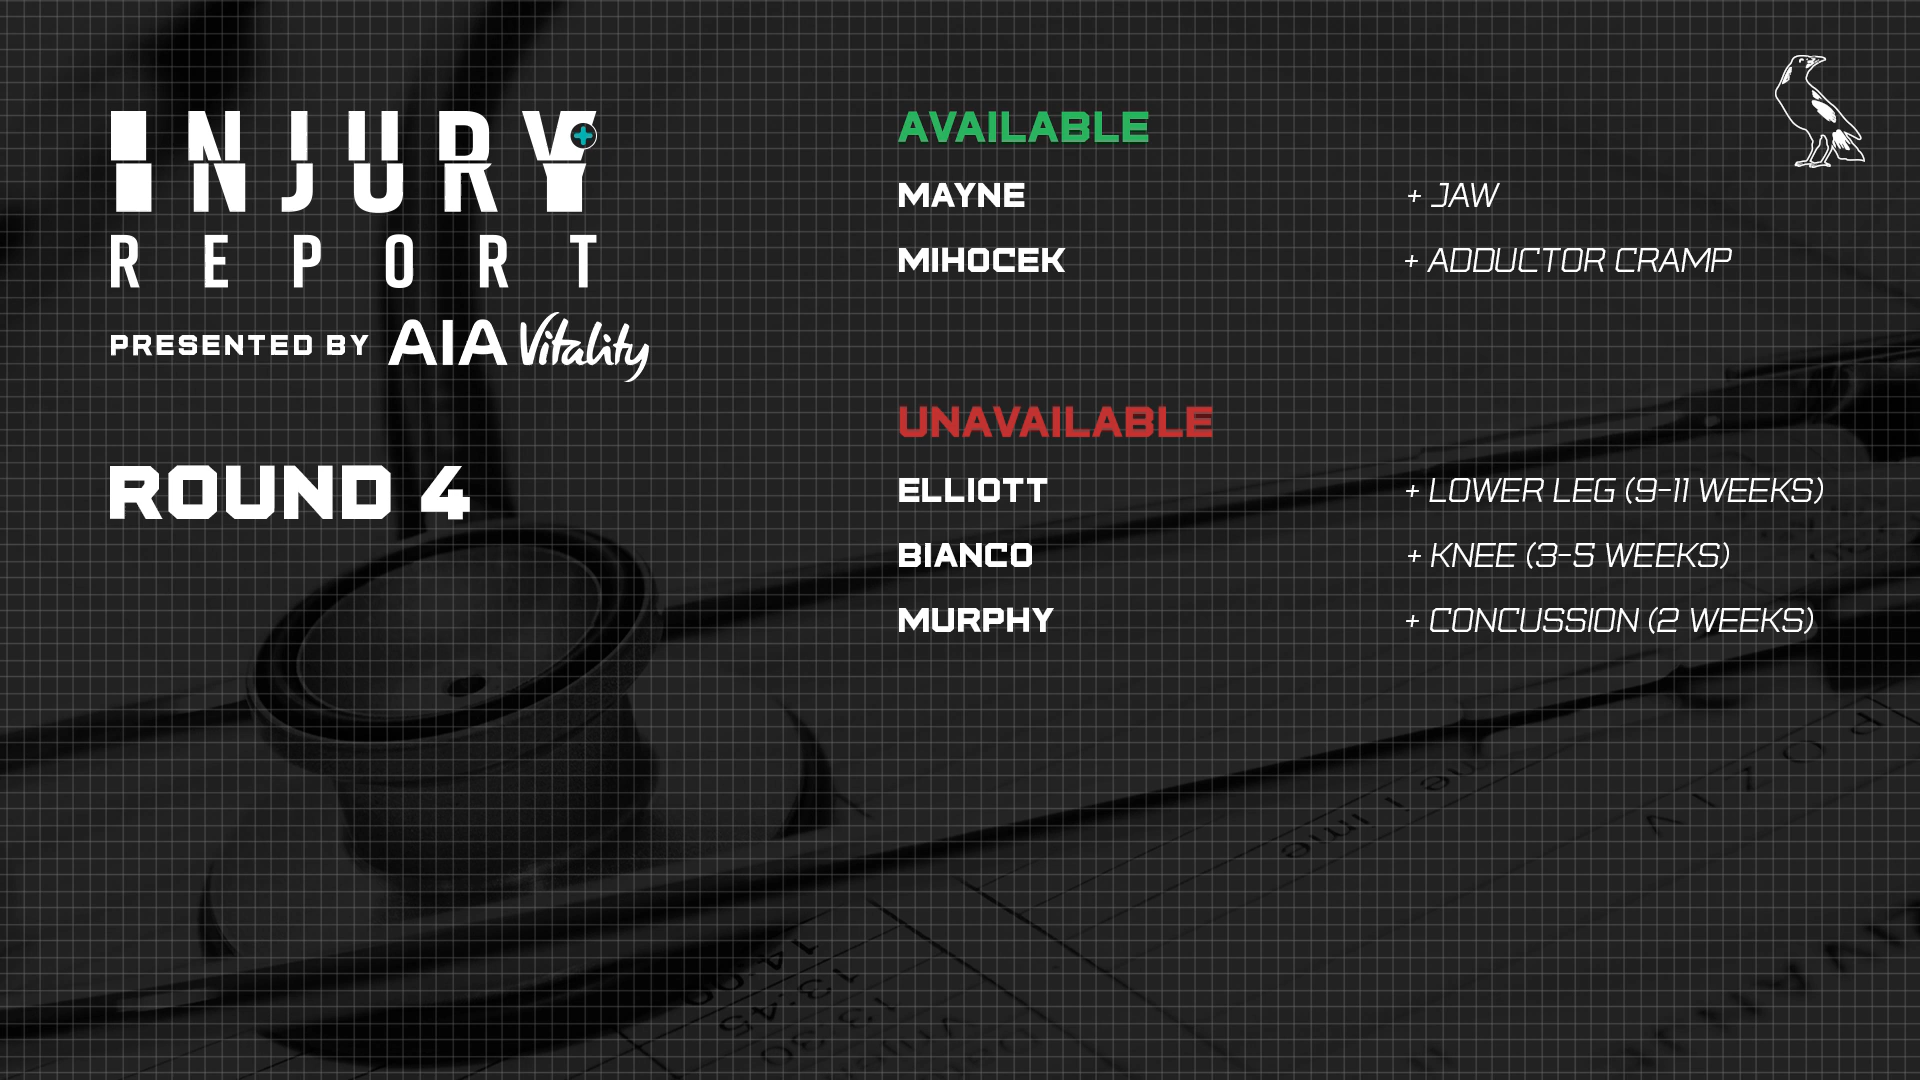 INJURY
REPORT
PRESENTED BY AIA Vitality
ROUND 4
AVAILABLE
MAYNE + JAW
MIHOCEK + ADDUCTOR CRAMP
UNAVAILABLE
ELLIOTT + LOWER LEG (9-11 WEEKS)
BIANCO + KNEE (3-5 WEEKS)
MURPHY + CONCUSSION (2 WEEKS)